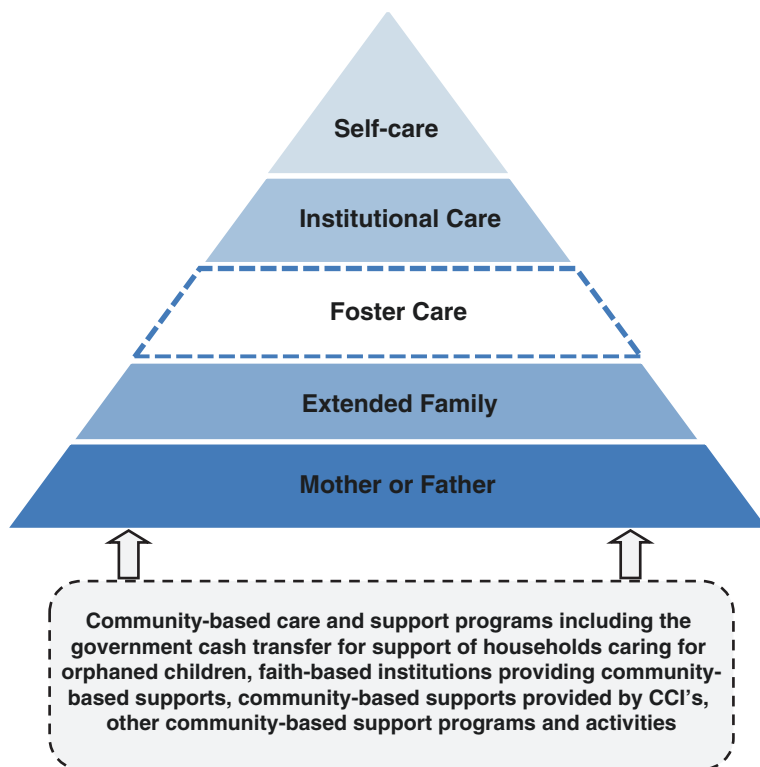 Self-care
Institutional Care
Foster Care
Extended Family
Mother or Father
Community-based care and support programs including the
government cash transfer for support of households caring for
orphaned children, faith-based institutions providing community-
based supports, community-based supports provided by CCI's,
other community-based support programs and activities